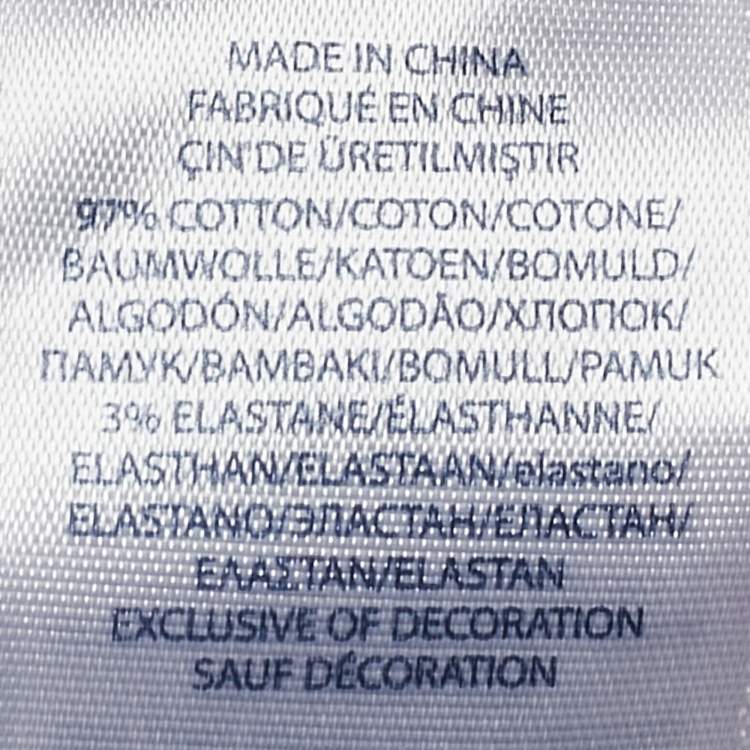 MADE IN CHINA
FABRIQUÉ EN CHINE
ÇIN'DE ÜRETILMIŞTIR
97% COTTON/COTON/COTONE/
BAUMWOLLE/KATOEN/BOMULD/
ALGODÓN/ALGODÃO/ХЛОПОК/
ПАМУК/BAMBAKI/BOMULL/PAMUK
3% ELASTANE/ÉLASTHANNE/
ELASTHAN/ELASTAAN/elastano/
ELASTANO/ЭЛАСТАН/ЕЛАСТАН/
ΕΛΑΣΤΑΝ/ELASTAN
EXCLUSIVE OF DECORATION
SAUF DÉCORATION